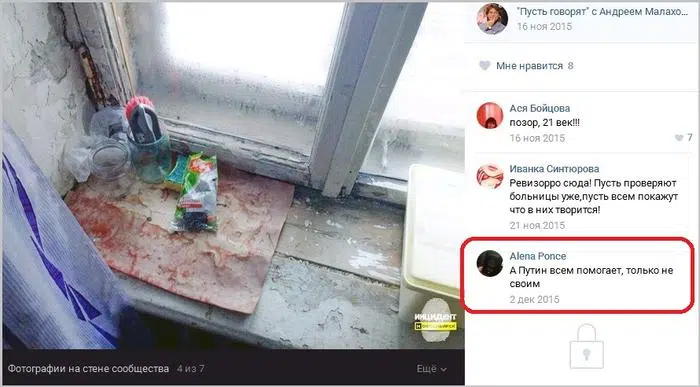 "Пусть говорят" с Андреем Малахо...
16 ноя 2015
Мне нравится 8
Ася Бойцова
позор, 21 век!!!
16 ноя 2015
7
Иванка Синтюрова
Ревизорро сюда! Пусть проверяют
больницы уже,пусть всем покажут
что в них творится!
21 ноя 2015
Alena Ponce
А Путин всем помогает, только не
своим
2 дек 2015
ИНЦИДЕНТ
Фотографии на стене сообщества 4 из 7
Ещё